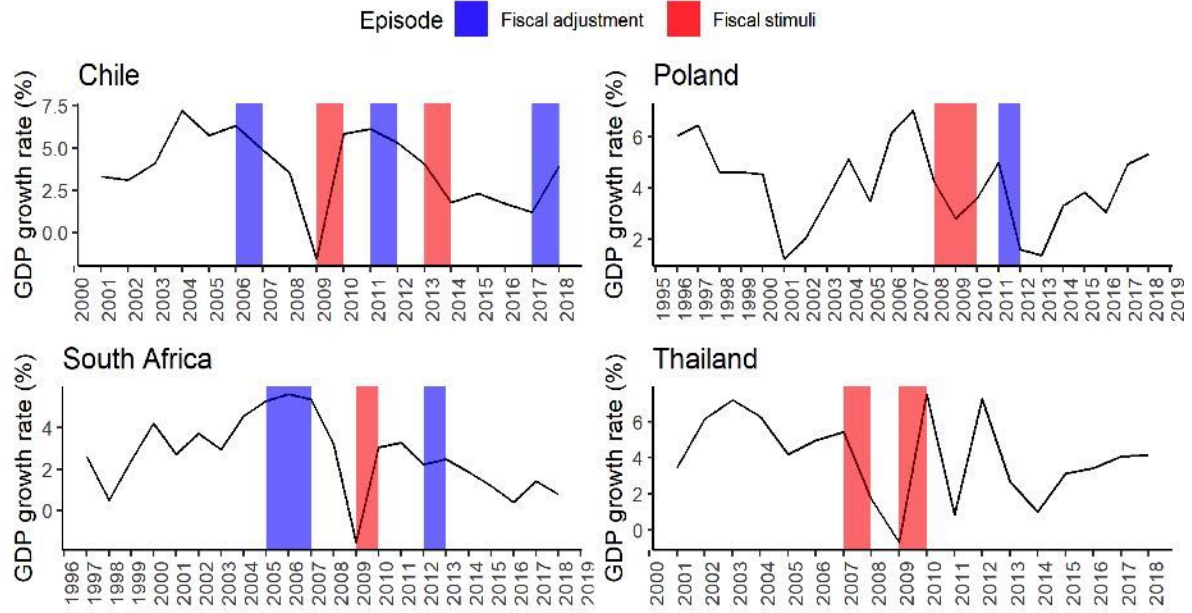 Episode Fiscal adjustment Fiscal stimuli
Chile
GDP growth rate (%)
7.5
5.0
2.5
0.0
2000 2001 2002 2003 2004 2005 2006 2007 2008 2009 2010 2011 2012 2013 2014 2015 2016 2017 2018
Poland
GDP growth rate (%)
6
4
2
1995 1996 1997 1998 1999 2000 2001 2002 2003 2004 2005 2006 2007 2008 2009 2010 2011 2012 2013 2014 2015 2016 2017 2018 2019
South Africa
GDP growth rate (%)
4
2
0
1996 1997 1998 1999 2000 2001 2002 2003 2004 2005 2006 2007 2008 2009 2010 2011 2012 2013 2014 2015 2016 2017 2018 2019
Thailand
GDP growth rate (%)
6
4
2
0
2000 2001 2002 2003 2004 2005 2006 2007 2008 2009 2010 2011 2012 2013 2014 2015 2016 2017 2018